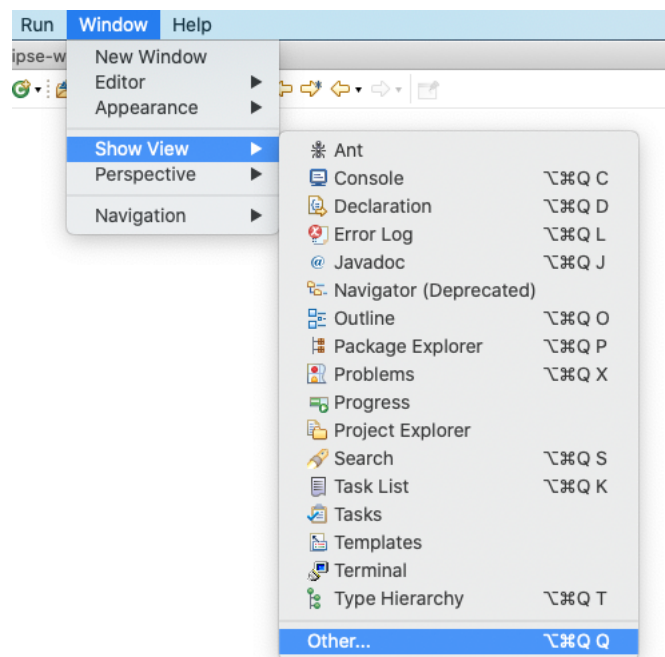 Run Window Help
ipse-w
New Window
Editor
Appearance
Show View
Perspective
Navigation
Ant
Console ⌥⌘Q C
Declaration ⌥⌘Q D
Error Log ⌥⌘Q L
Javadoc ⌥⌘Q J
Navigator (Deprecated)
Outline ⌥⌘Q O
Package Explorer ⌥⌘Q P
Problems ⌥⌘Q X
Progress
Project Explorer
Search ⌥⌘Q S
Task List ⌥⌘Q K
Tasks
Templates
Terminal
Type Hierarchy ⌥⌘Q T
Other... ⌥⌘Q Q